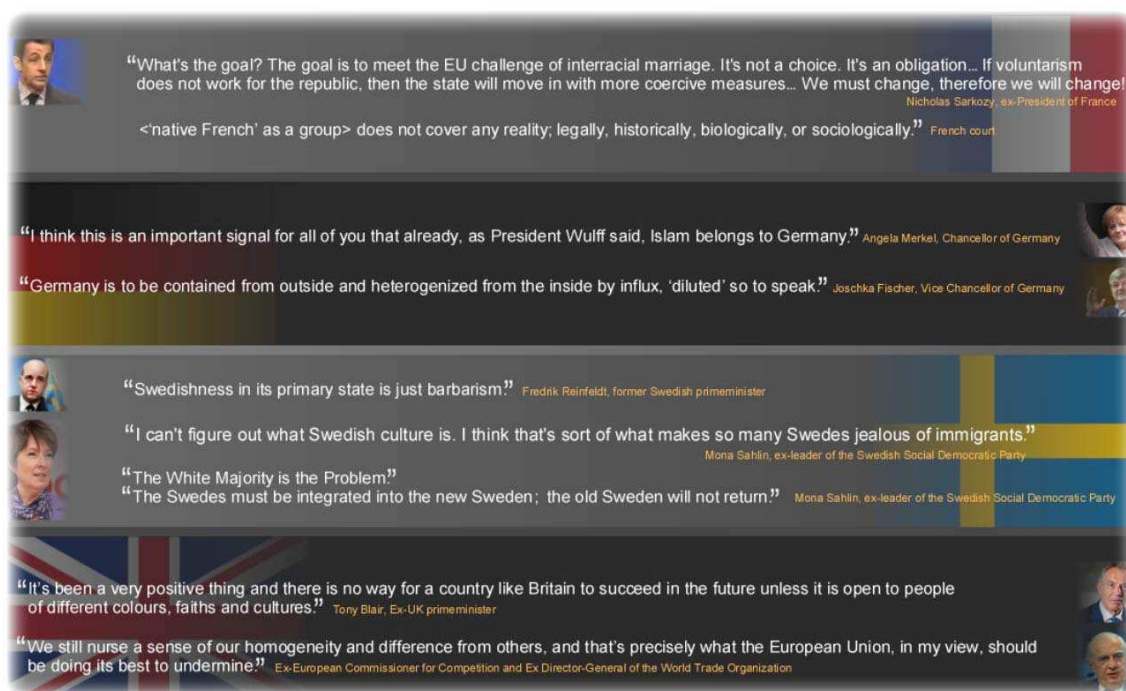 “What's the goal? The goal is to meet the EU challenge of interracial marriage. It's not a choice. It's an obligation... If voluntarism
does not work for the republic, then the state will move in with more coercive measures... We must change, therefore we will change!
Nicholas Sarkozy, ex-President of France
<‘native French’ as a group> does not cover any reality; legally, historically, biologically, or sociologically.” French court
“I think this is an important signal for all of you that already, as President Wulff said, Islam belongs to Germany.” Angela Merkel, Chancellor of Germany
“Germany is to be contained from outside and heterogenized from the inside by influx, ‘diluted’ so to speak.” Joschka Fischer, Vice Chancellor of Germany
“Swedishness in its primary state is just barbarism” Fredrik Reinfeldt, former Swedish primeminister
“I can't figure out what Swedish culture is. I think that's sort of what makes so many Swedes jealous of immigrants.”
Mona Sahlin, ex-leader of the Swedish Social Democratic Party
“The White Majority is the Problem.”
“The Swedes must be integrated into the new Sweden; the old Sweden will not return.” Mona Sahlin, ex-leader of the Swedish Social Democratic Party
“It's been a very positive thing and there is no way for a country like Britain to succeed in the future unless it is open to people
of different colours, faiths and cultures.” Tony Blair, Ex-UK primeminister
“We still nurse a sense of our homogeneity and difference from others, and that's precisely what the European Union, in my view, should
be doing its best to undermine.” Ex-European Commissioner for Competition and Ex Director-General of the World Trade Organization